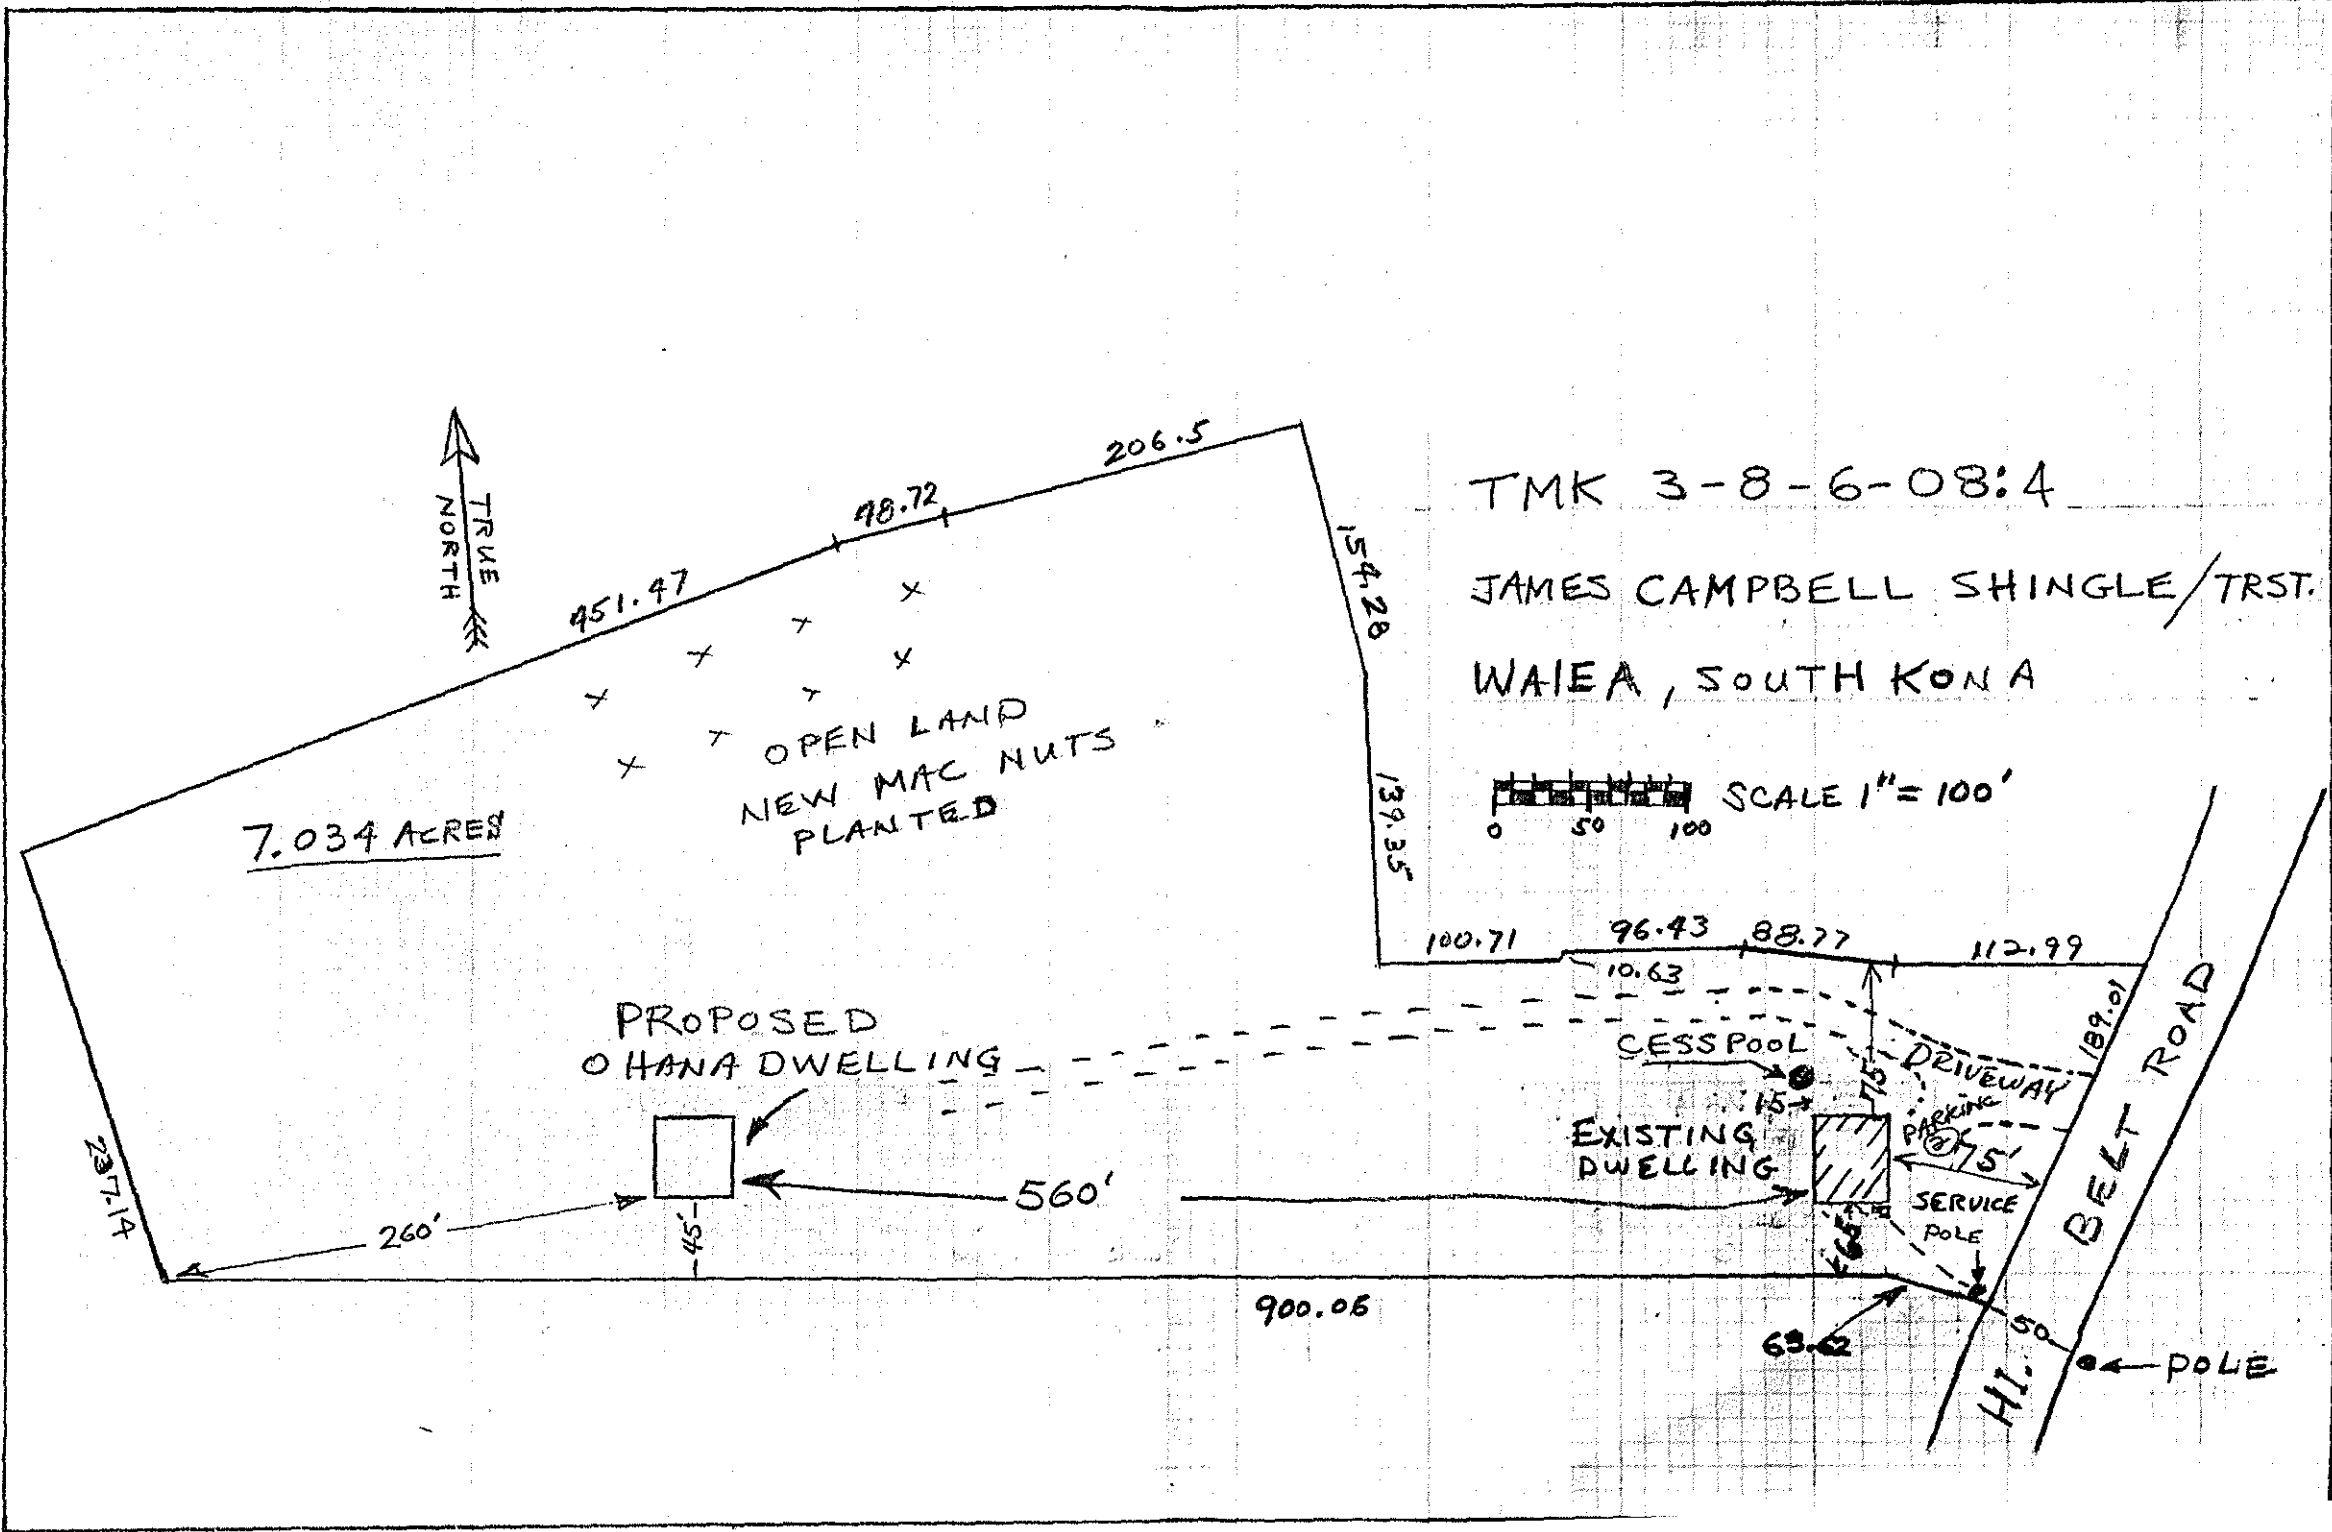 206.5
98.72
451.47
TRUE
NORTH
154.28
TMK 3-8-6-08:4
JAMES CAMPBELL SHINGLE/TRST.
WAIEA, SOUTH KONA
SCALE 1"= 100'
0 50 100
OPEN LAND
NEW MAC NUTS
PLANTED
7.034 ACRES
139.35
100.71
96.43
88.77
112.99
10.63
189.01
PROPOSED
OHANA DWELLING
CESSPOOL
75'
DRIVEWAY
15
PARKING
EXISTING
DWELLING
75'
560'
SERVICE
POLE
237.14
260'
45'
65'
900.06
50
HI. BELT ROAD
POLE